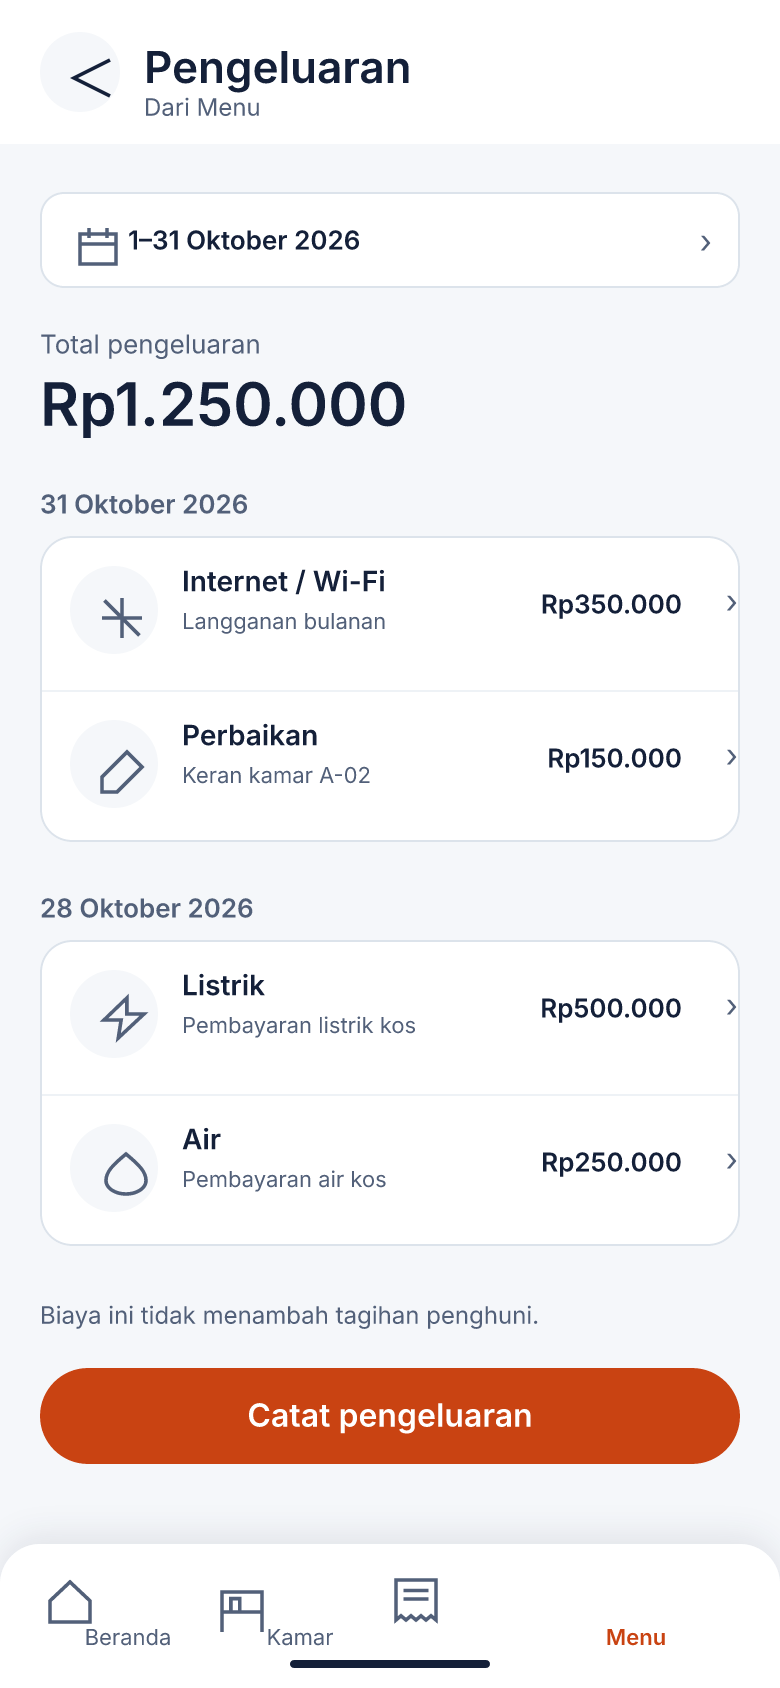 Pengeluaran
Dari Menu
1–31 Oktober 2026
Total pengeluaran
Rp1.250.000
31 Oktober 2026
Internet / Wi-Fi
Langganan bulanan
Rp350.000
Perbaikan
Keran kamar A-02
Rp150.000
28 Oktober 2026
Listrik
Pembayaran listrik kos
Rp500.000
Air
Pembayaran air kos
Rp250.000
Biaya ini tidak menambah tagihan penghuni.
Catat pengeluaran
Beranda
Kamar
Menu